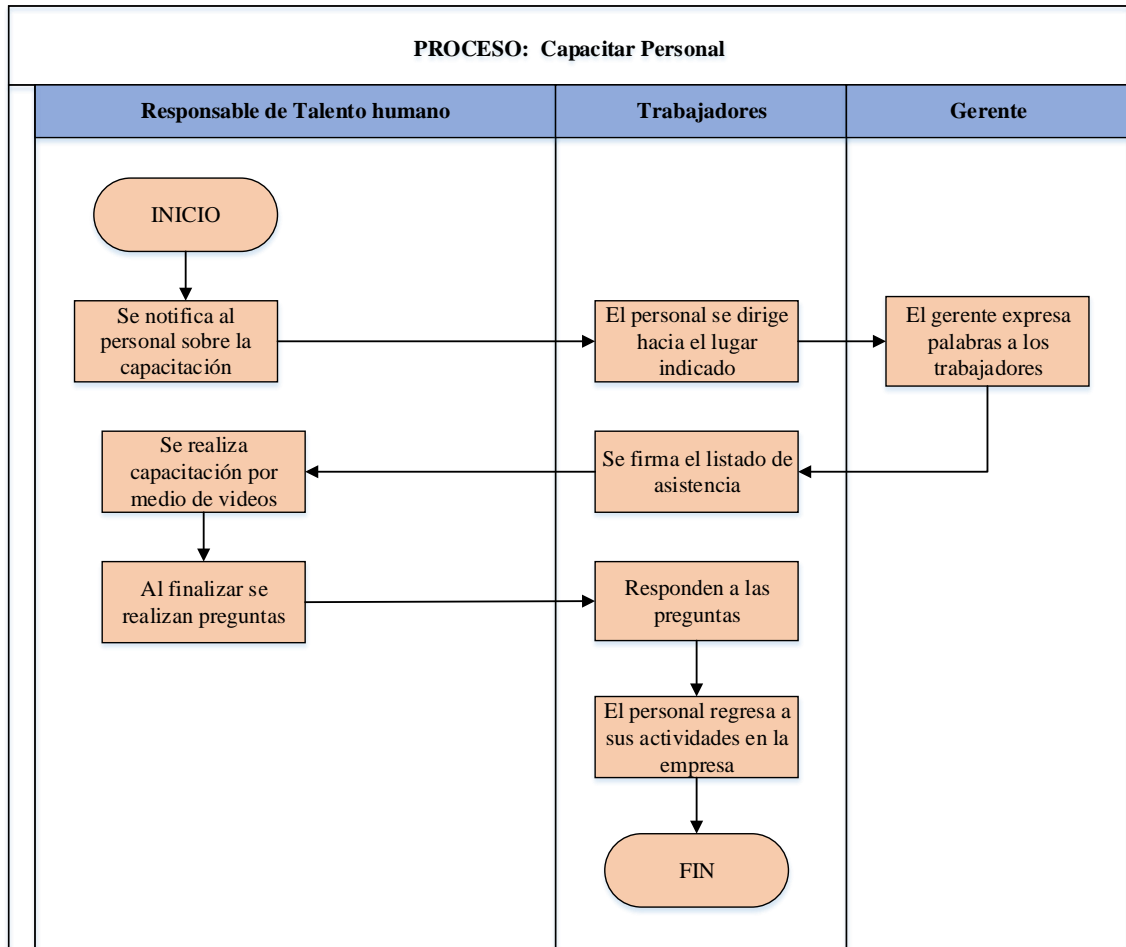 PROCESO: Capacitar Personal
Responsable de Talento humano
Trabajadores
Gerente
INICIO
Se notifica al
personal sobre la
capacitación
El personal se dirige
hacia el lugar
indicado
El gerente expresa
palabras a los
trabajadores
Se firma el listado de
asistencia
Se realiza
capacitación por
medio de videos
Al finalizar se
realizan preguntas
Responden a las
preguntas
El personal regresa a
sus actividades en la
empresa
FIN